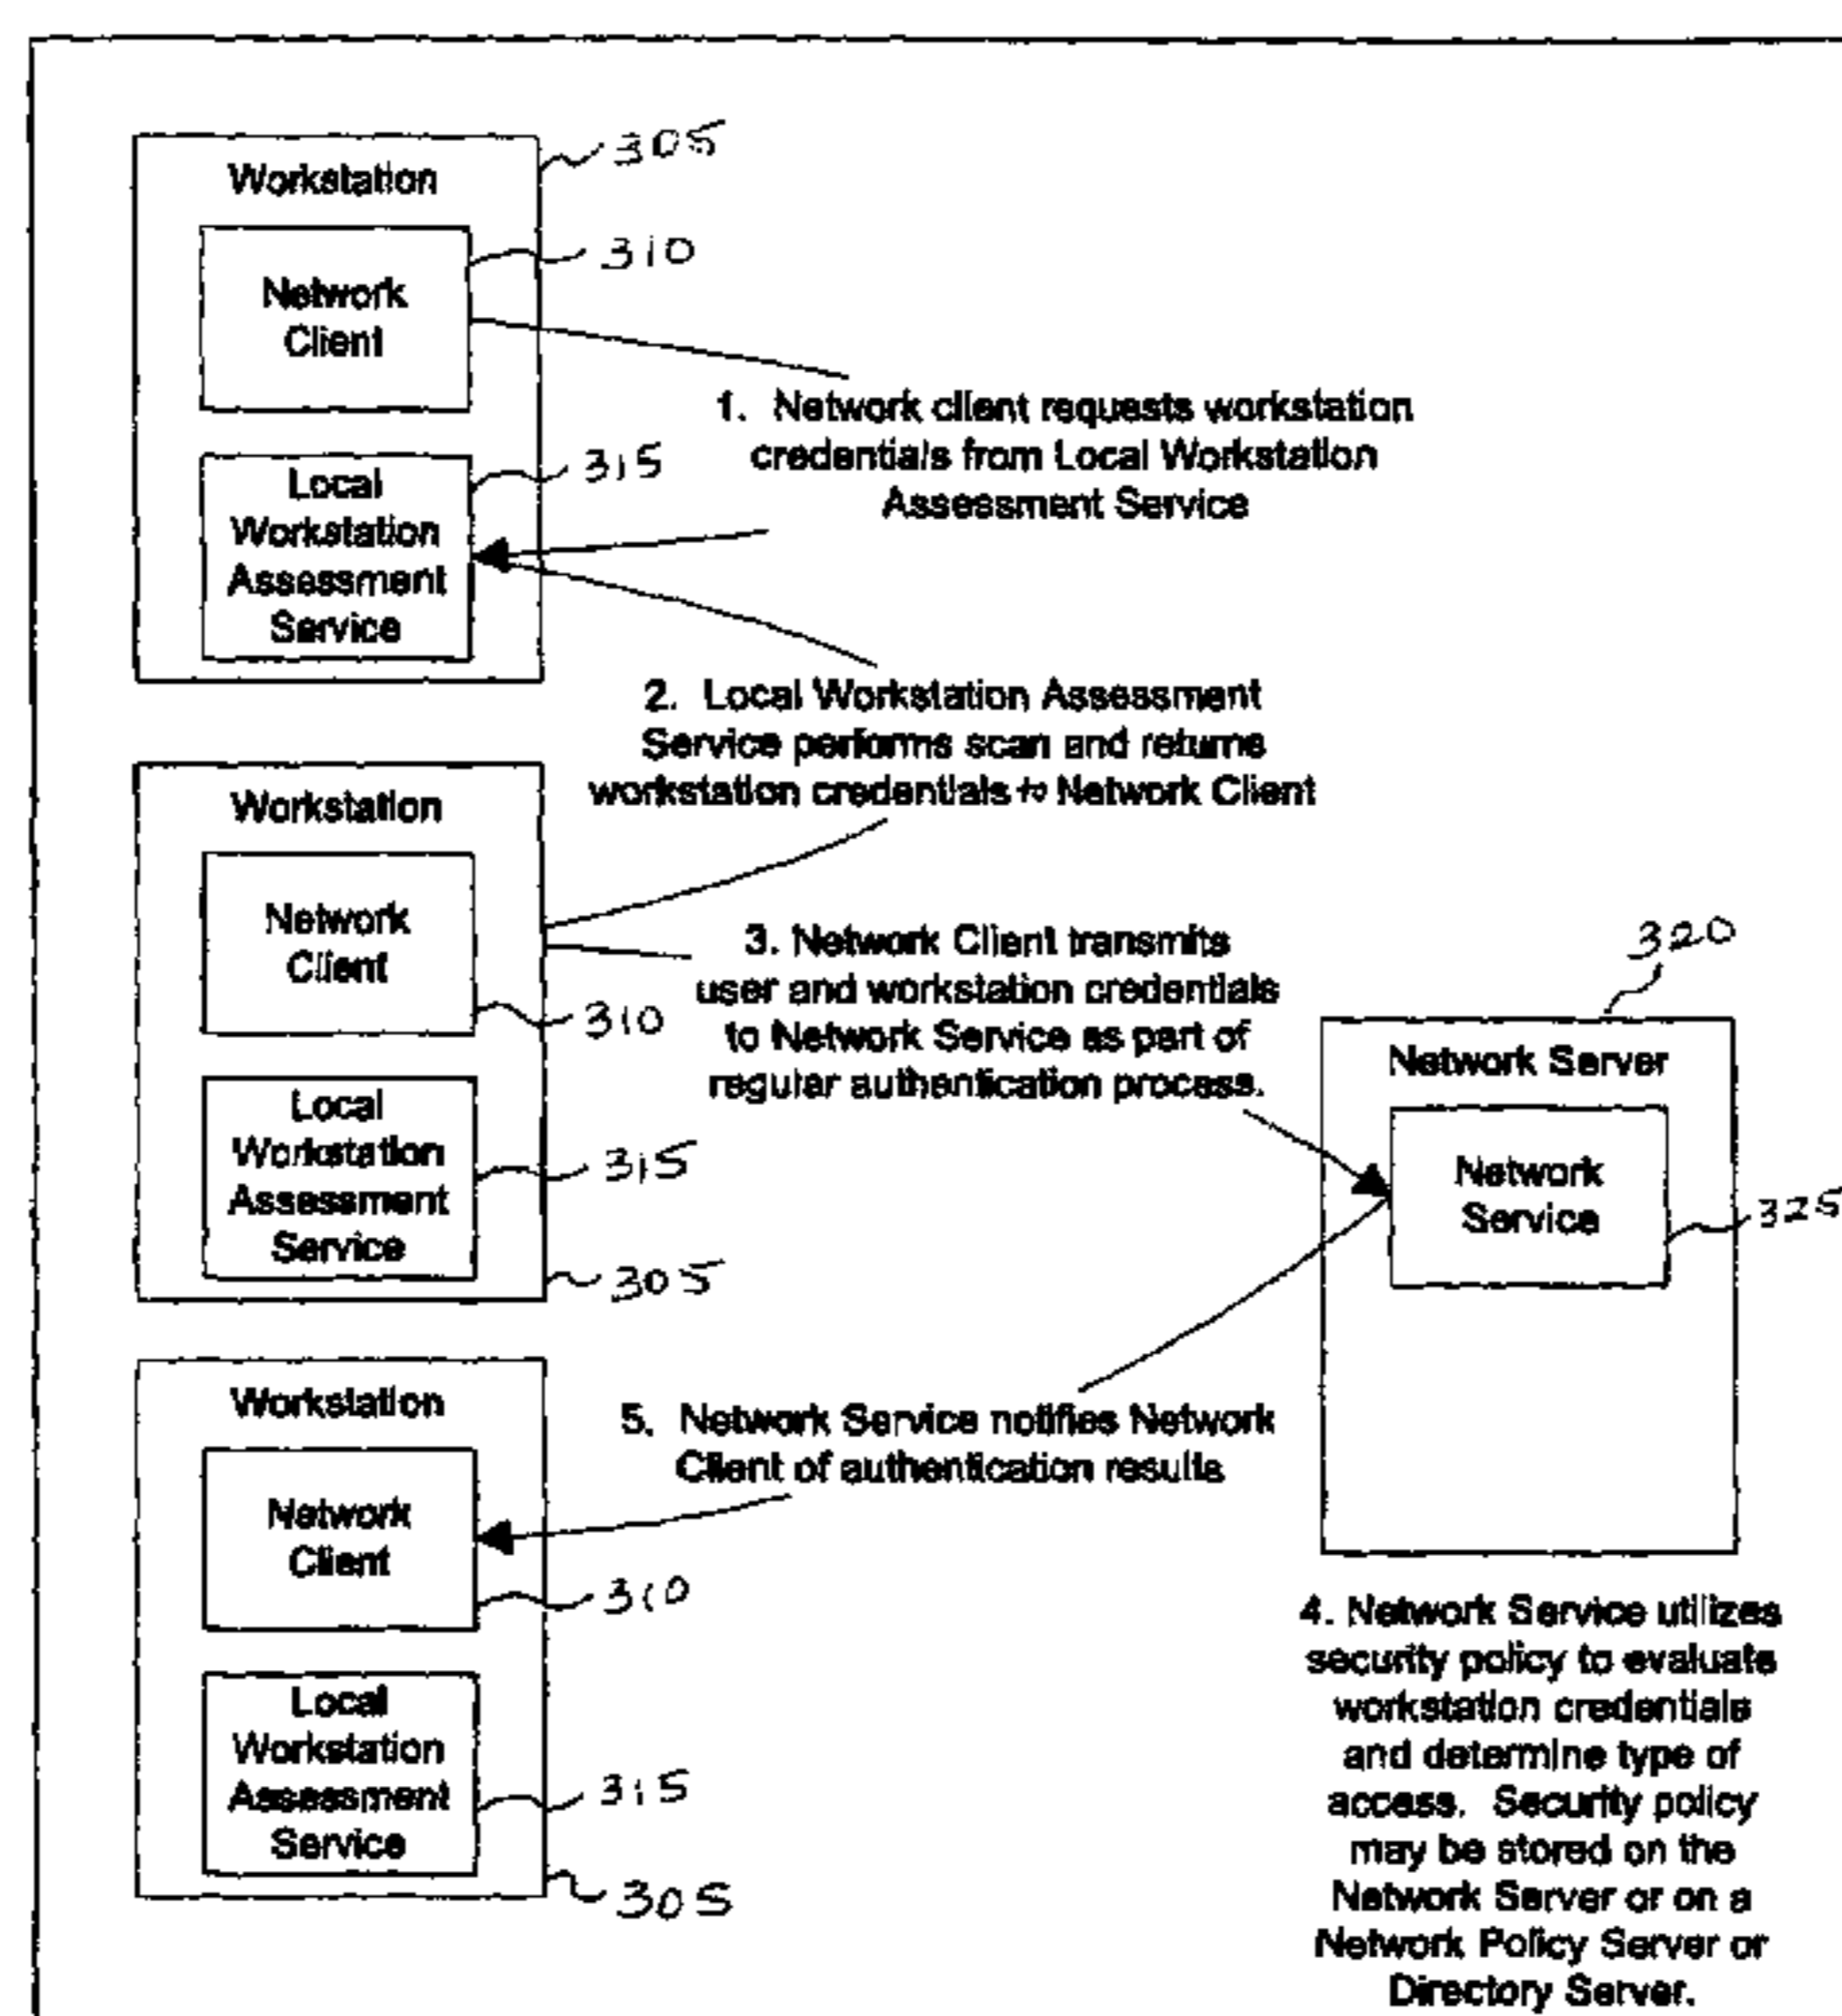 Workstation
305
Network
Client
310
Local
Workstation
Assessment
Service
315
1. Network client requests workstation
credentials from Local Workstation
Assessment Service
2. Local Workstation Assessment
Service performs scan and returns
workstation credentials to Network Client
Workstation
Network
Client
310
Local
Workstation
Assessment
Service
315
305
3. Network Client transmits
user and workstation credentials
to Network Service as part of
regular authentication process.
320
Network Server
Network
Service
325
Workstation
Network
Client
310
Local
Workstation
Assessment
Service
315
305
5. Network Service notifies Network
Client of authentication results
4. Network Service utilizes
security policy to evaluate
workstation credentials
and determine type of
access. Security policy
may be stored on the
Network Server or on a
Network Policy Server or
Directory Server.